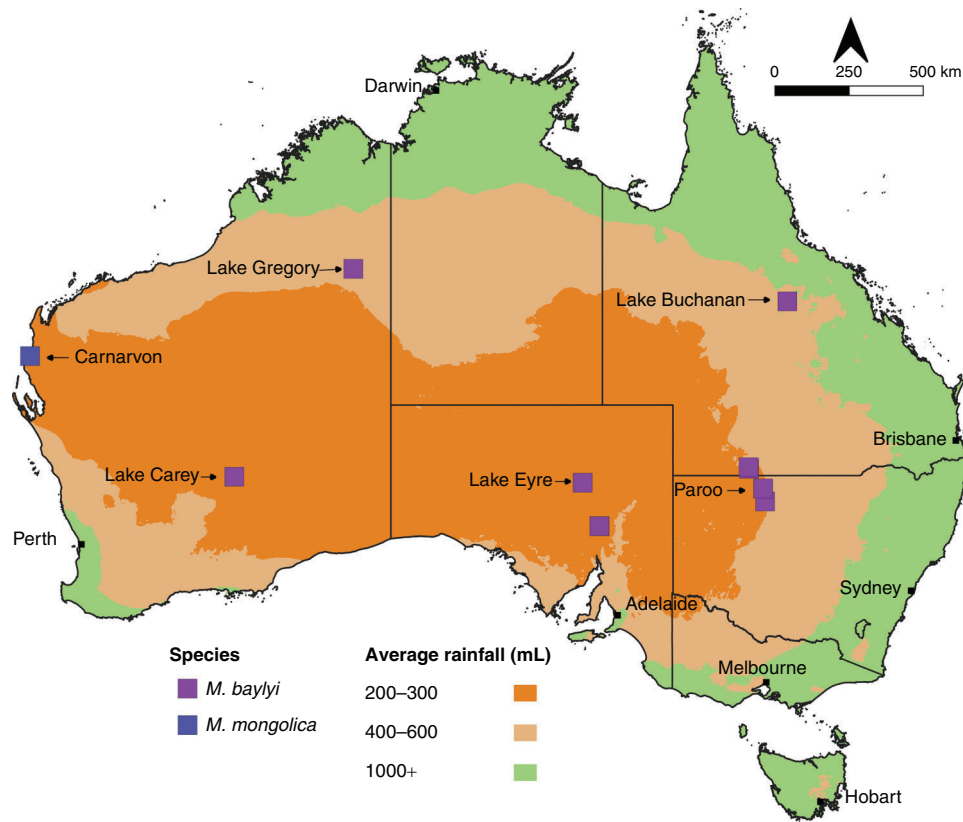 Darwin
0 250 500 km
Lake Gregory
Lake Buchanan
Carnarvon
Brisbane
Lake Carey
Lake Eyre
Paroo
Perth
Sydney
Adelaide
Melbourne
Species
M. baylyi
M. mongolica
Average rainfall (mL)
200–300
400–600
1000+
Hobart